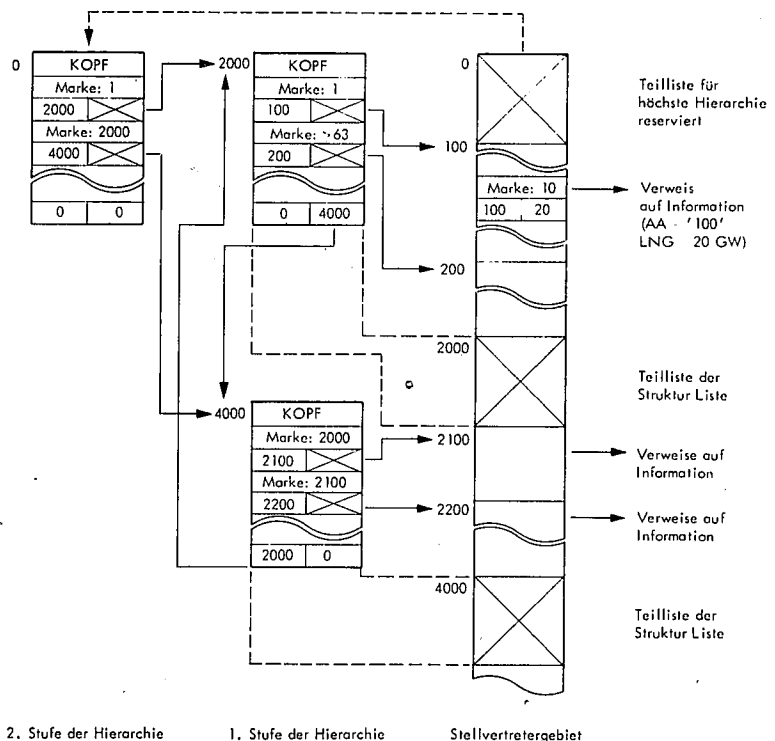 0
KOPF
Marke: 1
2000
Marke: 2000
4000
0 0
2000
KOPF
Marke: 1
100
Marke: 63
200
0 4000
4000
KOPF
Marke: 2000
2100
Marke: 2100
2200
2000 0
0
100
Marke: 10
100 20
200
2000
2100
2200
4000
Teilliste für
höchste Hierarchie
reserviert
Verweis
auf Information
(AA - '100'
LNG 20 GW)
Teilliste der
Struktur Liste
Verweise auf
Information
Verweise auf
Information
Teilliste der
Struktur Liste
2. Stufe der Hierarchie
1. Stufe der Hierarchie
Stellvertretergebiet